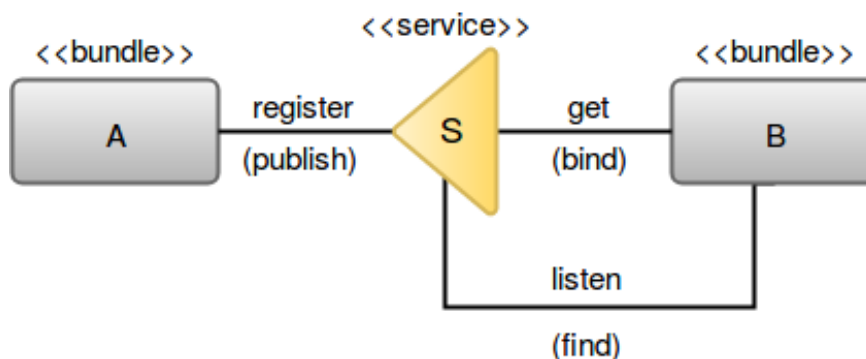 <<service>>
<<bundle>>
<<bundle>>
A
register
(publish)
S
get
(bind)
B
listen
(find)